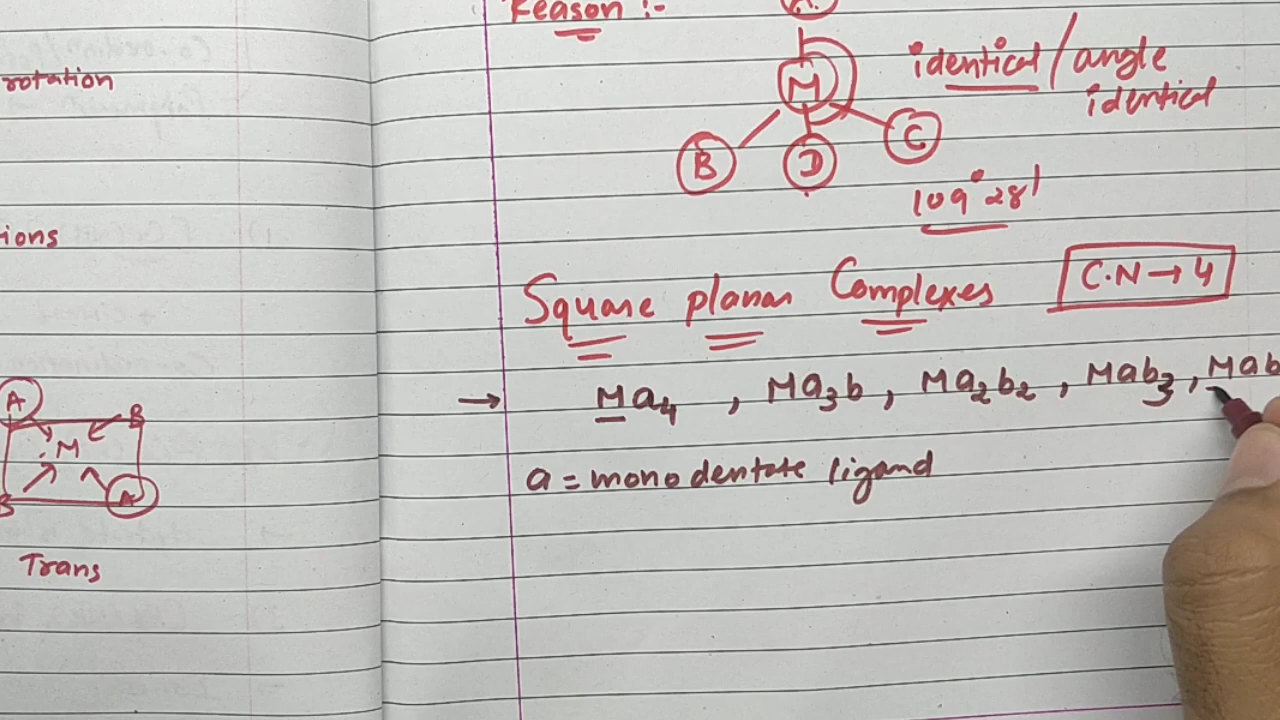 rotation
ions
A B
M
B A
Trans
Reason :-
A
M
B D C
identical / angle
identical
109°28'
Square planar Complexes C.N → 4
→ Ma₄ , Ma₃b , Ma₂b₂ , Mab₃ , Mab
a = monodentate ligand